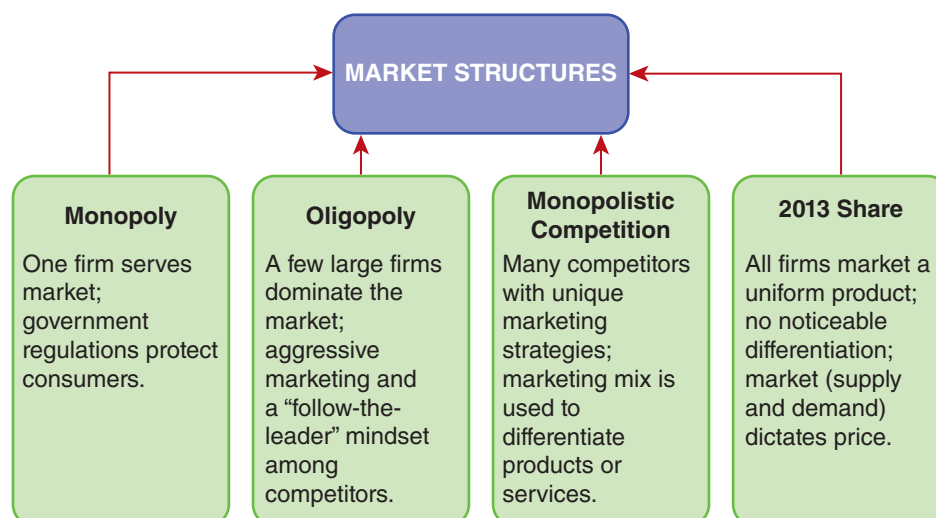 MARKET STRUCTURES
Monopoly
One firm serves
market;
government
regulations protect
consumers.
Oligopoly
A few large firms
dominate the
market;
aggressive
marketing and
a “follow-the-
leader” mindset
among
competitors.
Monopolistic
Competition
Many competitors
with unique
marketing
strategies;
marketing mix is
used to
differentiate
products or
services.
2013 Share
All firms market a
uniform product;
no noticeable
differentiation;
market (supply
and demand)
dictates price.